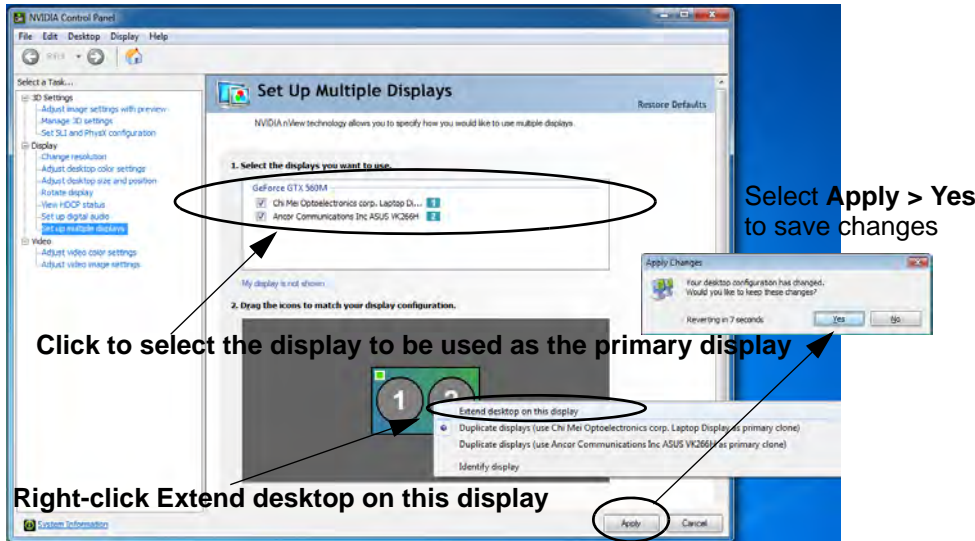 NVIDIA Control Panel
File Edit Desktop Display Help
Select a Task...
3D Settings
Adjust image settings with preview
Manage 3D settings
Set SLI and PhysX configuration
Display
Change resolution
Adjust desktop color settings
Adjust desktop size and position
Rotate display
View HDCP status
Set up digital audio
Set up multiple displays
Video
Adjust video color settings
Adjust video image settings
System Information
Set Up Multiple Displays
Restore Defaults
NVIDIA nView technology allows you to specify how you would like to use multiple displays.
1. Select the displays you want to use.
GeForce GTX 560M
Chi Mei Optoelectronics corp. Laptop Di... 1
Ancor Communications Inc ASUS VK266H 2
My display is not shown
2. Drag the icons to match your display configuration.
Click to select the display to be used as the primary display
1 2
Extend desktop on this display
Duplicate displays (use Chi Mei Optoelectronics corp. Laptop Display as primary clone)
Duplicate displays (use Ancor Communications Inc ASUS VK266H as primary clone)
Identify display
Right-click Extend desktop on this display
Apply Cancel
Select Apply > Yes
to save changes
Apply Changes
Your desktop configuration has changed.
Would you like to keep these changes?
Reverting in 7 seconds
Yes No